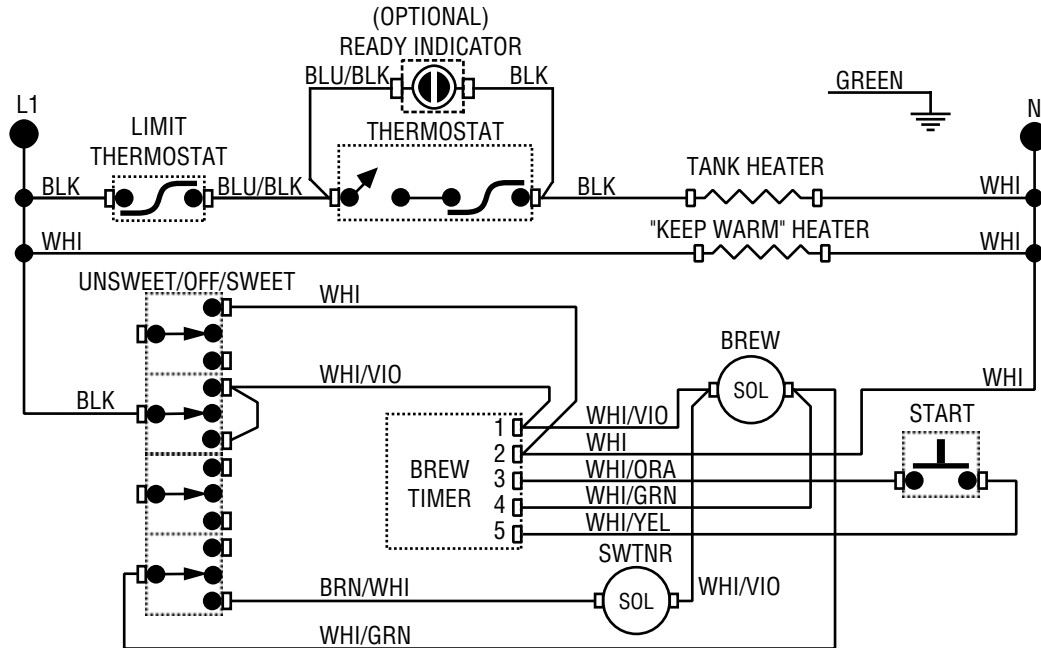 (OPTIONAL)
READY INDICATOR
BLU/BLK
BLK
GREEN
L1
N
LIMIT
THERMOSTAT
THERMOSTAT
TANK HEATER
BLK
BLU/BLK
BLK
WHI
"KEEP WARM" HEATER
WHI
WHI
UNSWEET/OFF/SWEET
WHI
BREW
SOL
WHI/VIO
WHI
BLK
START
BREW
TIMER
1
WHI/VIO
2
WHI
3
WHI/ORA
4
WHI/GRN
5
WHI/YEL
SWTNR
SOL
BRN/WHI
WHI/VIO
WHI/GRN